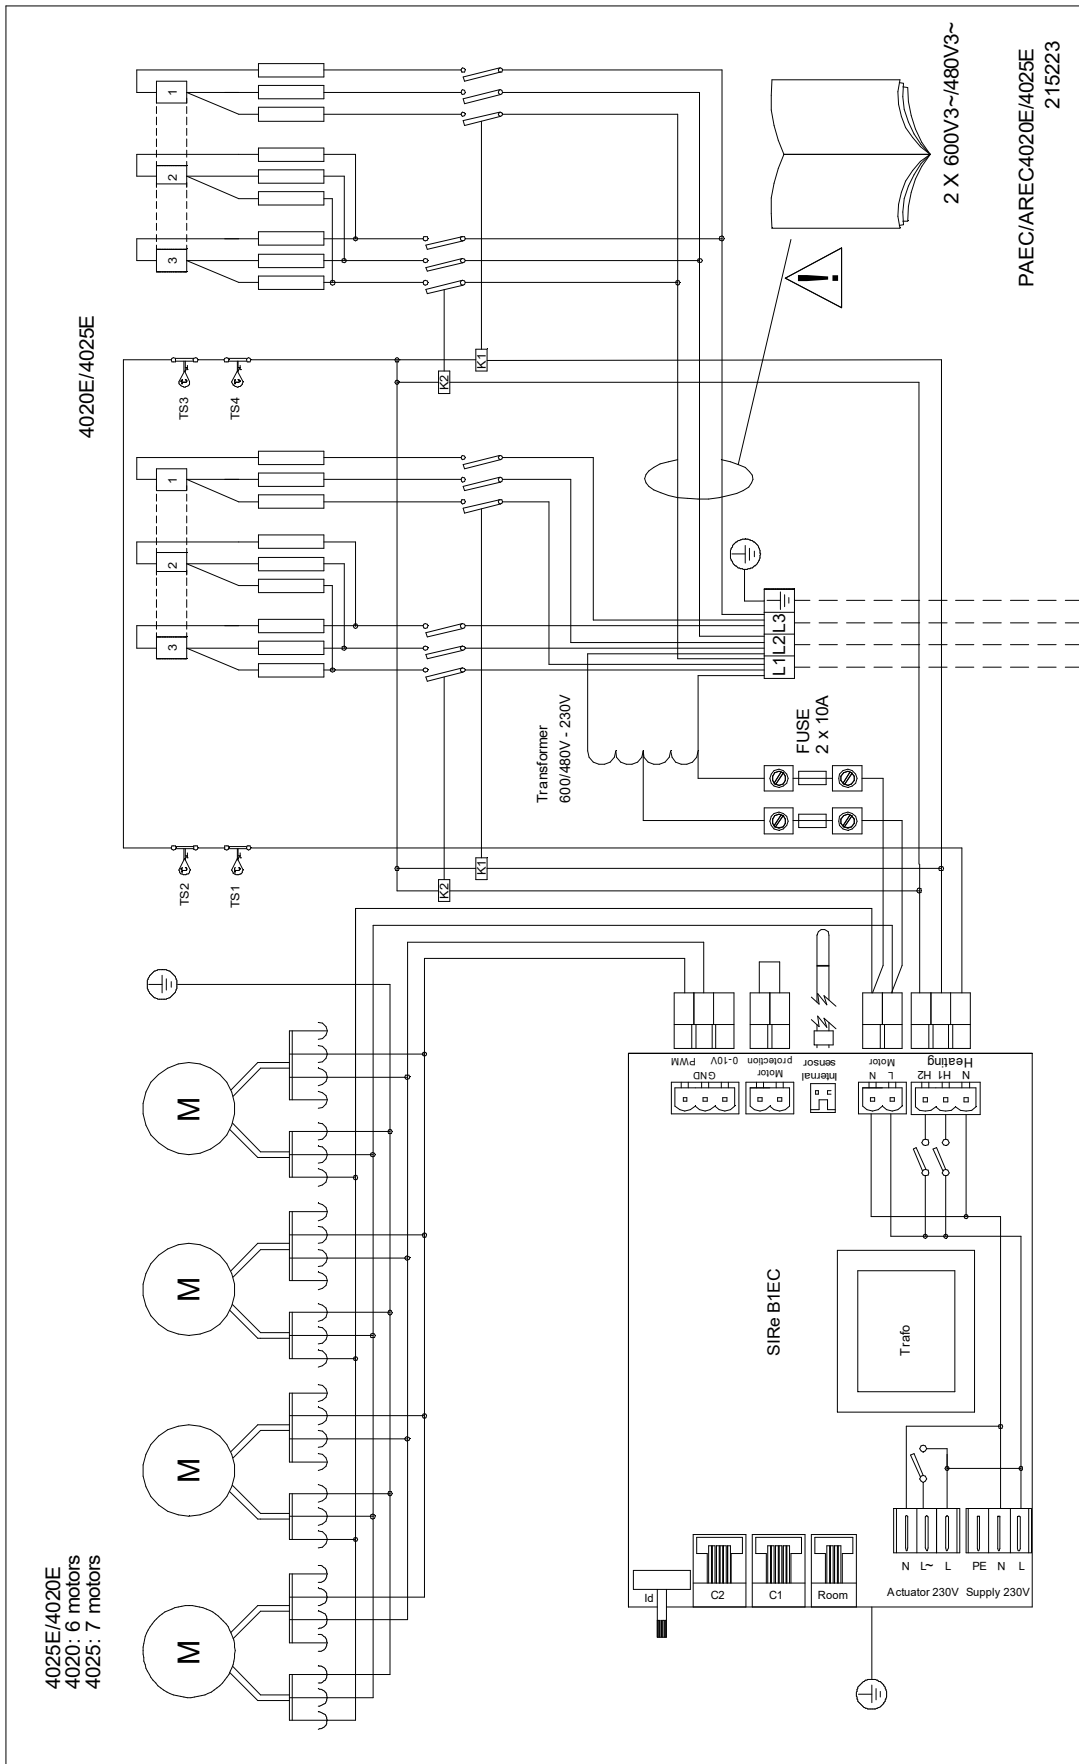 4020E/4025E
1
2
3
TS3
TS4
K2
K1
2 X 600V3~/480V3~
PAEC/AREC4020E/4025E
215223
1
2
3
Transformer
600/480V - 230V
L1 L2 L3
FUSE
2 x 10A
TS2
TS1
K2
K1
4025E/4020E
4020: 6 motors
4025: 7 motors
M
M
M
M
PWM
GND
0-10V
Motor
protection
Internal
sensor
Motor
N
L
Heating
H2
H1
N
SIRe B1EC
Trafo
Id
C2
C1
Room
N L~ L
PE N L
Actuator 230V
Supply 230V